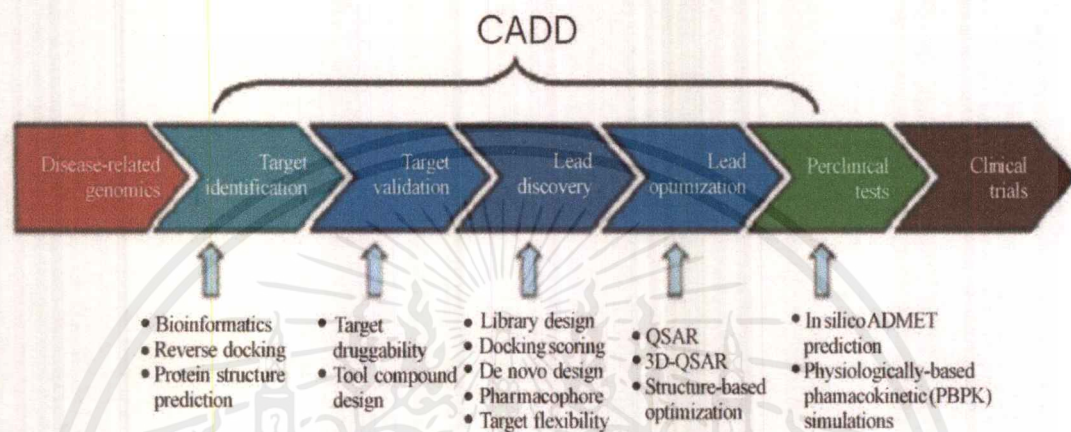 CADD
Disease-related
genomics
Target
identification
Target
validation
Lead
discovery
Lead
optimization
Perclinical
tests
Clinical
trials
• Bioinformatics
• Reverse docking
• Protein structure
prediction
• Target
druggability
• Tool compound
design
• Library design
• Docking scoring
• De novo design
• Pharmacophore
• Target flexibility
• QSAR
• 3D-QSAR
• Structure-based
optimization
• In silico ADMET
prediction
• Physiologically-based
phamacokinetic (PBPK)
simulations